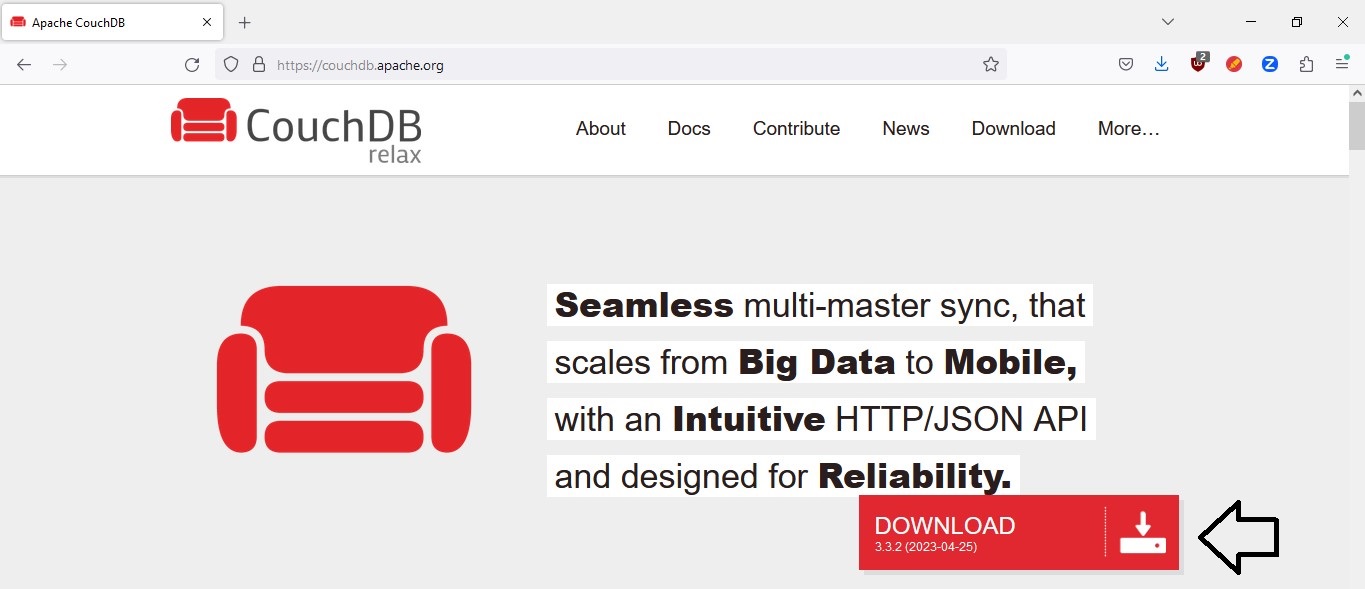 Apache CouchDB
https://couchdb.apache.org
2
CouchDB
relax
About Docs Contribute News Download More…
Seamless multi-master sync, that
scales from Big Data to Mobile,
with an Intuitive HTTP/JSON API
and designed for Reliability.
DOWNLOAD
3.3.2 (2023-04-25)